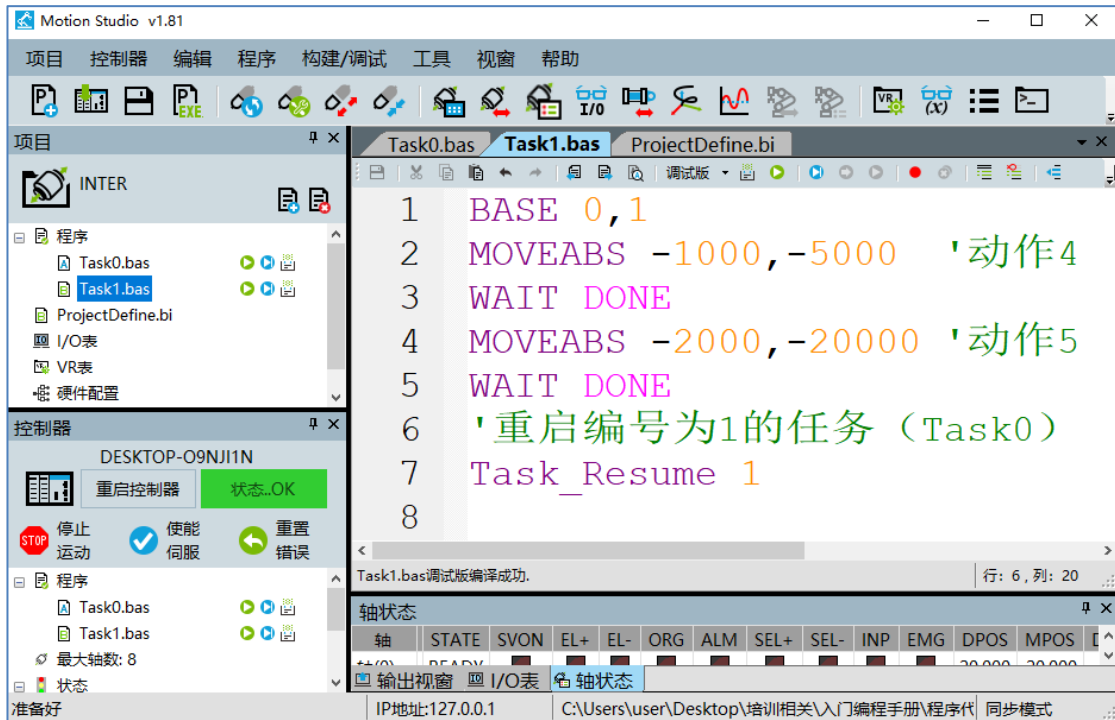 Motion Studio v1.81
项目 控制器 编辑 程序 构建/调试 工具 视窗 帮助
P P.EXE I/O VR (x)
项目
INTER
程序
Task0.bas
Task1.bas
ProjectDefine.bi
I/O表
VR表
硬件配置
控制器
DESKTOP-O9NJI1N
重启控制器 状态..OK
STOP 停止运动 使能伺服 重置错误
程序
Task0.bas
Task1.bas
最大轴数: 8
状态
Task0.bas Task1.bas ProjectDefine.bi
调试版
1 BASE 0,1
2 MOVEABS -1000,-5000 '动作4
3 WAIT DONE
4 MOVEABS -2000,-20000 '动作5
5 WAIT DONE
6 '重启编号为1的任务（Task0）
7 Task_Resume 1
8
Task1.bas调试版编译成功. 行: 6 , 列: 20
轴状态
轴 STATE SVON EL+ EL- ORG ALM SEL+ SEL- INP EMG DPOS MPOS
输出视窗 I/O表 轴状态
准备好 IP地址:127.0.0.1 C:\Users\user\Desktop\培训相关\入门编程手册\程序代 同步模式